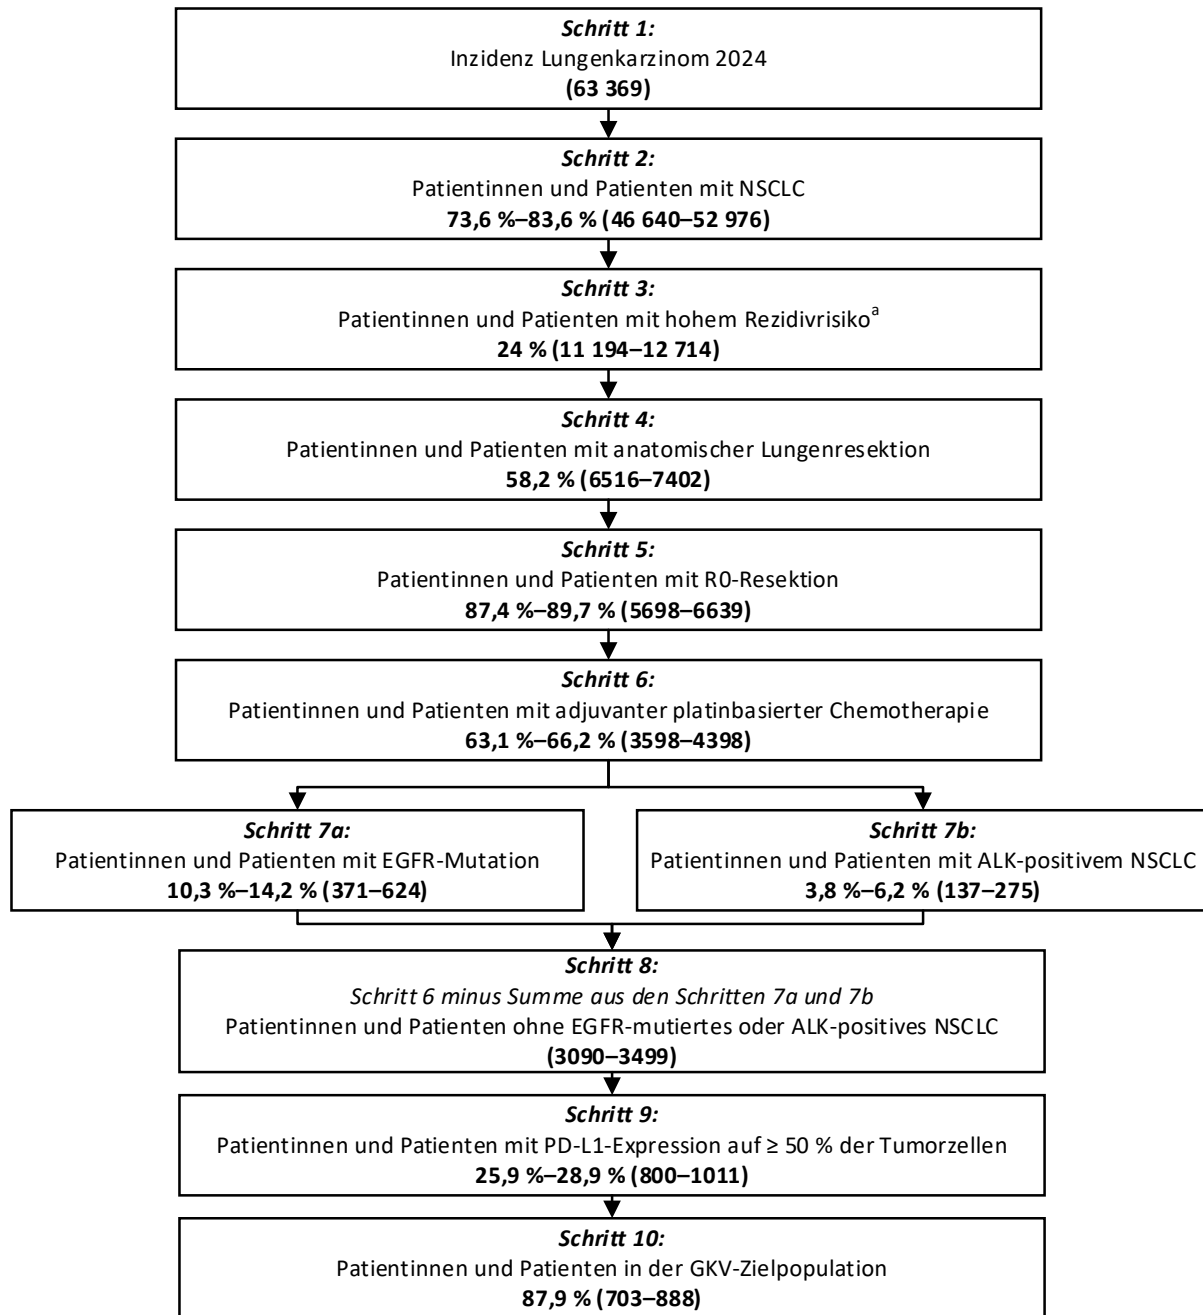 Schritt 1:
Inzidenz Lungenkarzinom 2024
(63 369)
Schritt 2:
Patientinnen und Patienten mit NSCLC
73,6 %–83,6 % (46 640–52 976)
Schritt 3:
Patientinnen und Patienten mit hohem Rezidivrisikoᵃ
24 % (11 194–12 714)
Schritt 4:
Patientinnen und Patienten mit anatomischer Lungenresektion
58,2 % (6516–7402)
Schritt 5:
Patientinnen und Patienten mit R0-Resektion
87,4 %–89,7 % (5698–6639)
Schritt 6:
Patientinnen und Patienten mit adjuvanter platinbasierter Chemotherapie
63,1 %–66,2 % (3598–4398)
Schritt 7a:
Patientinnen und Patienten mit EGFR-Mutation
10,3 %–14,2 % (371–624)
Schritt 7b:
Patientinnen und Patienten mit ALK-positivem NSCLC
3,8 %–6,2 % (137–275)
Schritt 8:
Schritt 6 minus Summe aus den Schritten 7a und 7b
Patientinnen und Patienten ohne EGFR-mutiertes oder ALK-positives NSCLC
(3090–3499)
Schritt 9:
Patientinnen und Patienten mit PD-L1-Expression auf ≥ 50 % der Tumorzellen
25,9 %–28,9 % (800–1011)
Schritt 10:
Patientinnen und Patienten in der GKV-Zielpopulation
87,9 % (703–888)